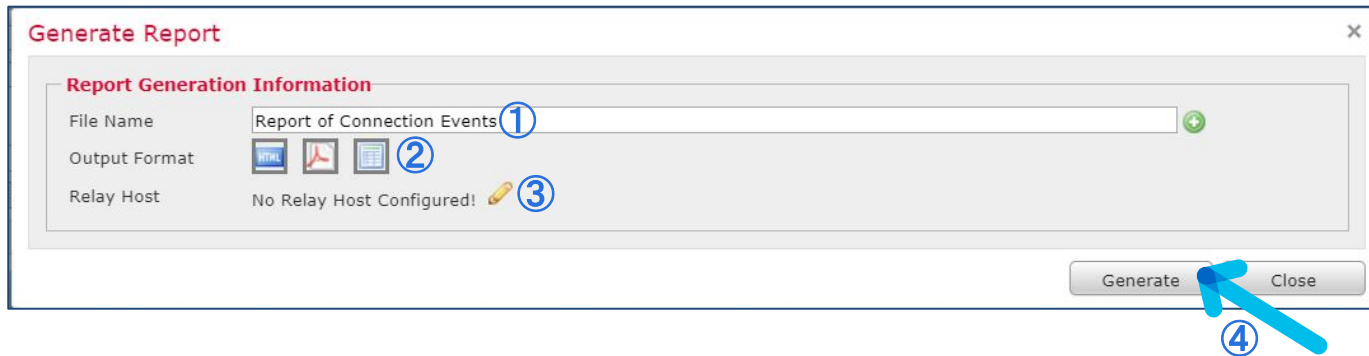 Generate Report
Report Generation Information
File Name Report of Connection Events ①
Output Format HTML ②
Relay Host No Relay Host Configured! ③
Generate Close
④